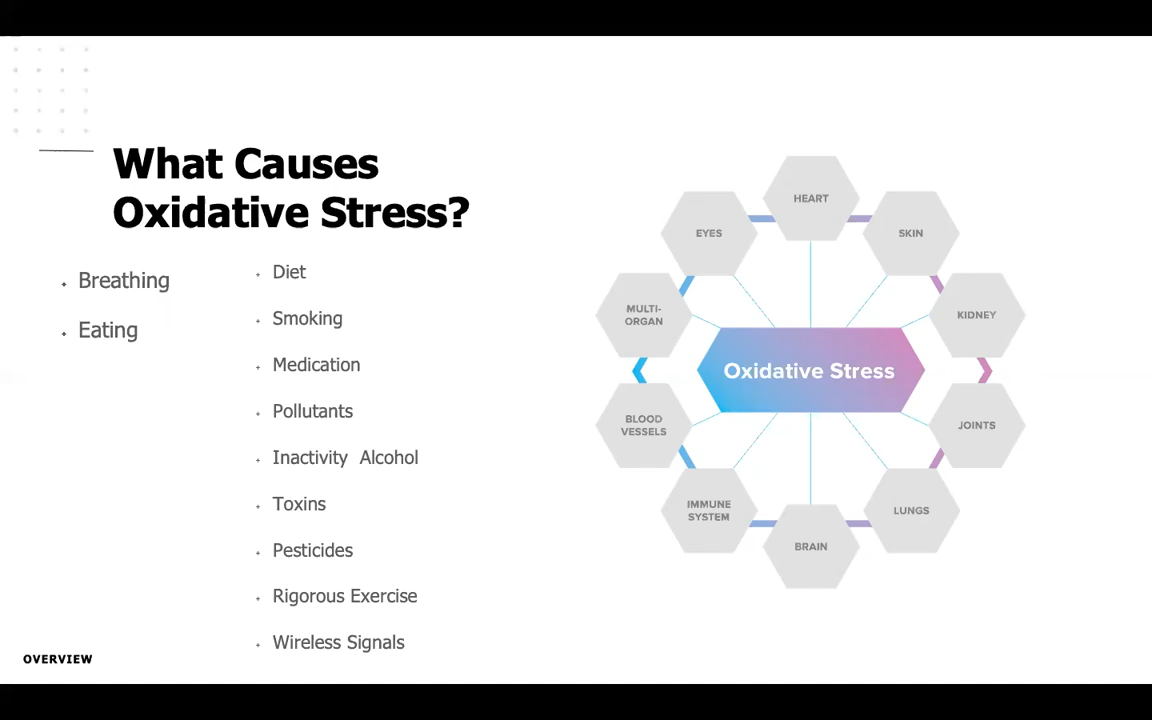 What Causes
Oxidative Stress?
Breathing
Eating
Diet
Smoking
Medication
Pollutants
Inactivity  Alcohol
Toxins
Pesticides
Rigorous Exercise
Wireless Signals
HEART
EYES
SKIN
MULTI-
ORGAN
KIDNEY
Oxidative Stress
BLOOD
VESSELS
JOINTS
IMMUNE
SYSTEM
LUNGS
BRAIN
OVERVIEW